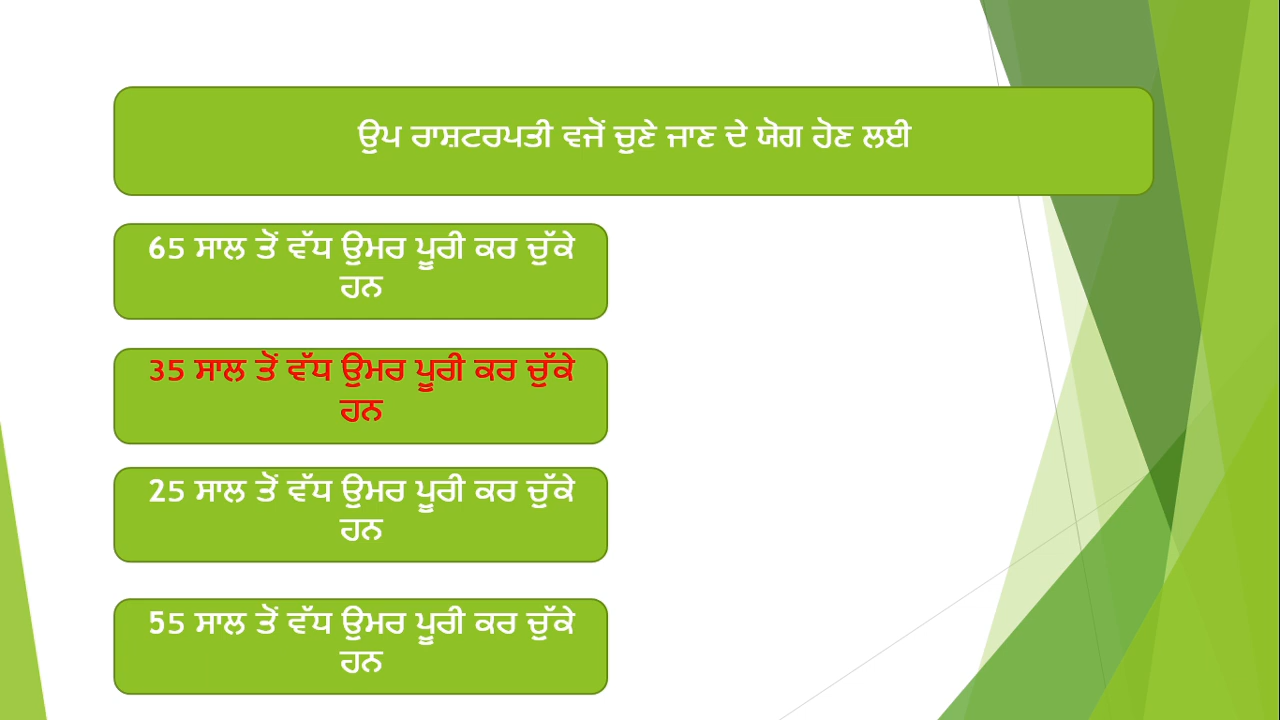 ਉਪ ਰਾਸ਼ਟਰਪਤੀ ਵਜੋਂ ਚੁਣੇ ਜਾਣ ਦੇ ਯੋਗ ਹੋਣ ਲਈ
65 ਸਾਲ ਤੋਂ ਵੱਧ ਉਮਰ ਪੂਰੀ ਕਰ ਚੁੱਕੇ
ਹਨ
35 ਸਾਲ ਤੋਂ ਵੱਧ ਉਮਰ ਪੂਰੀ ਕਰ ਚੁੱਕੇ
ਹਨ
25 ਸਾਲ ਤੋਂ ਵੱਧ ਉਮਰ ਪੂਰੀ ਕਰ ਚੁੱਕੇ
ਹਨ
55 ਸਾਲ ਤੋਂ ਵੱਧ ਉਮਰ ਪੂਰੀ ਕਰ ਚੁੱਕੇ
ਹਨ